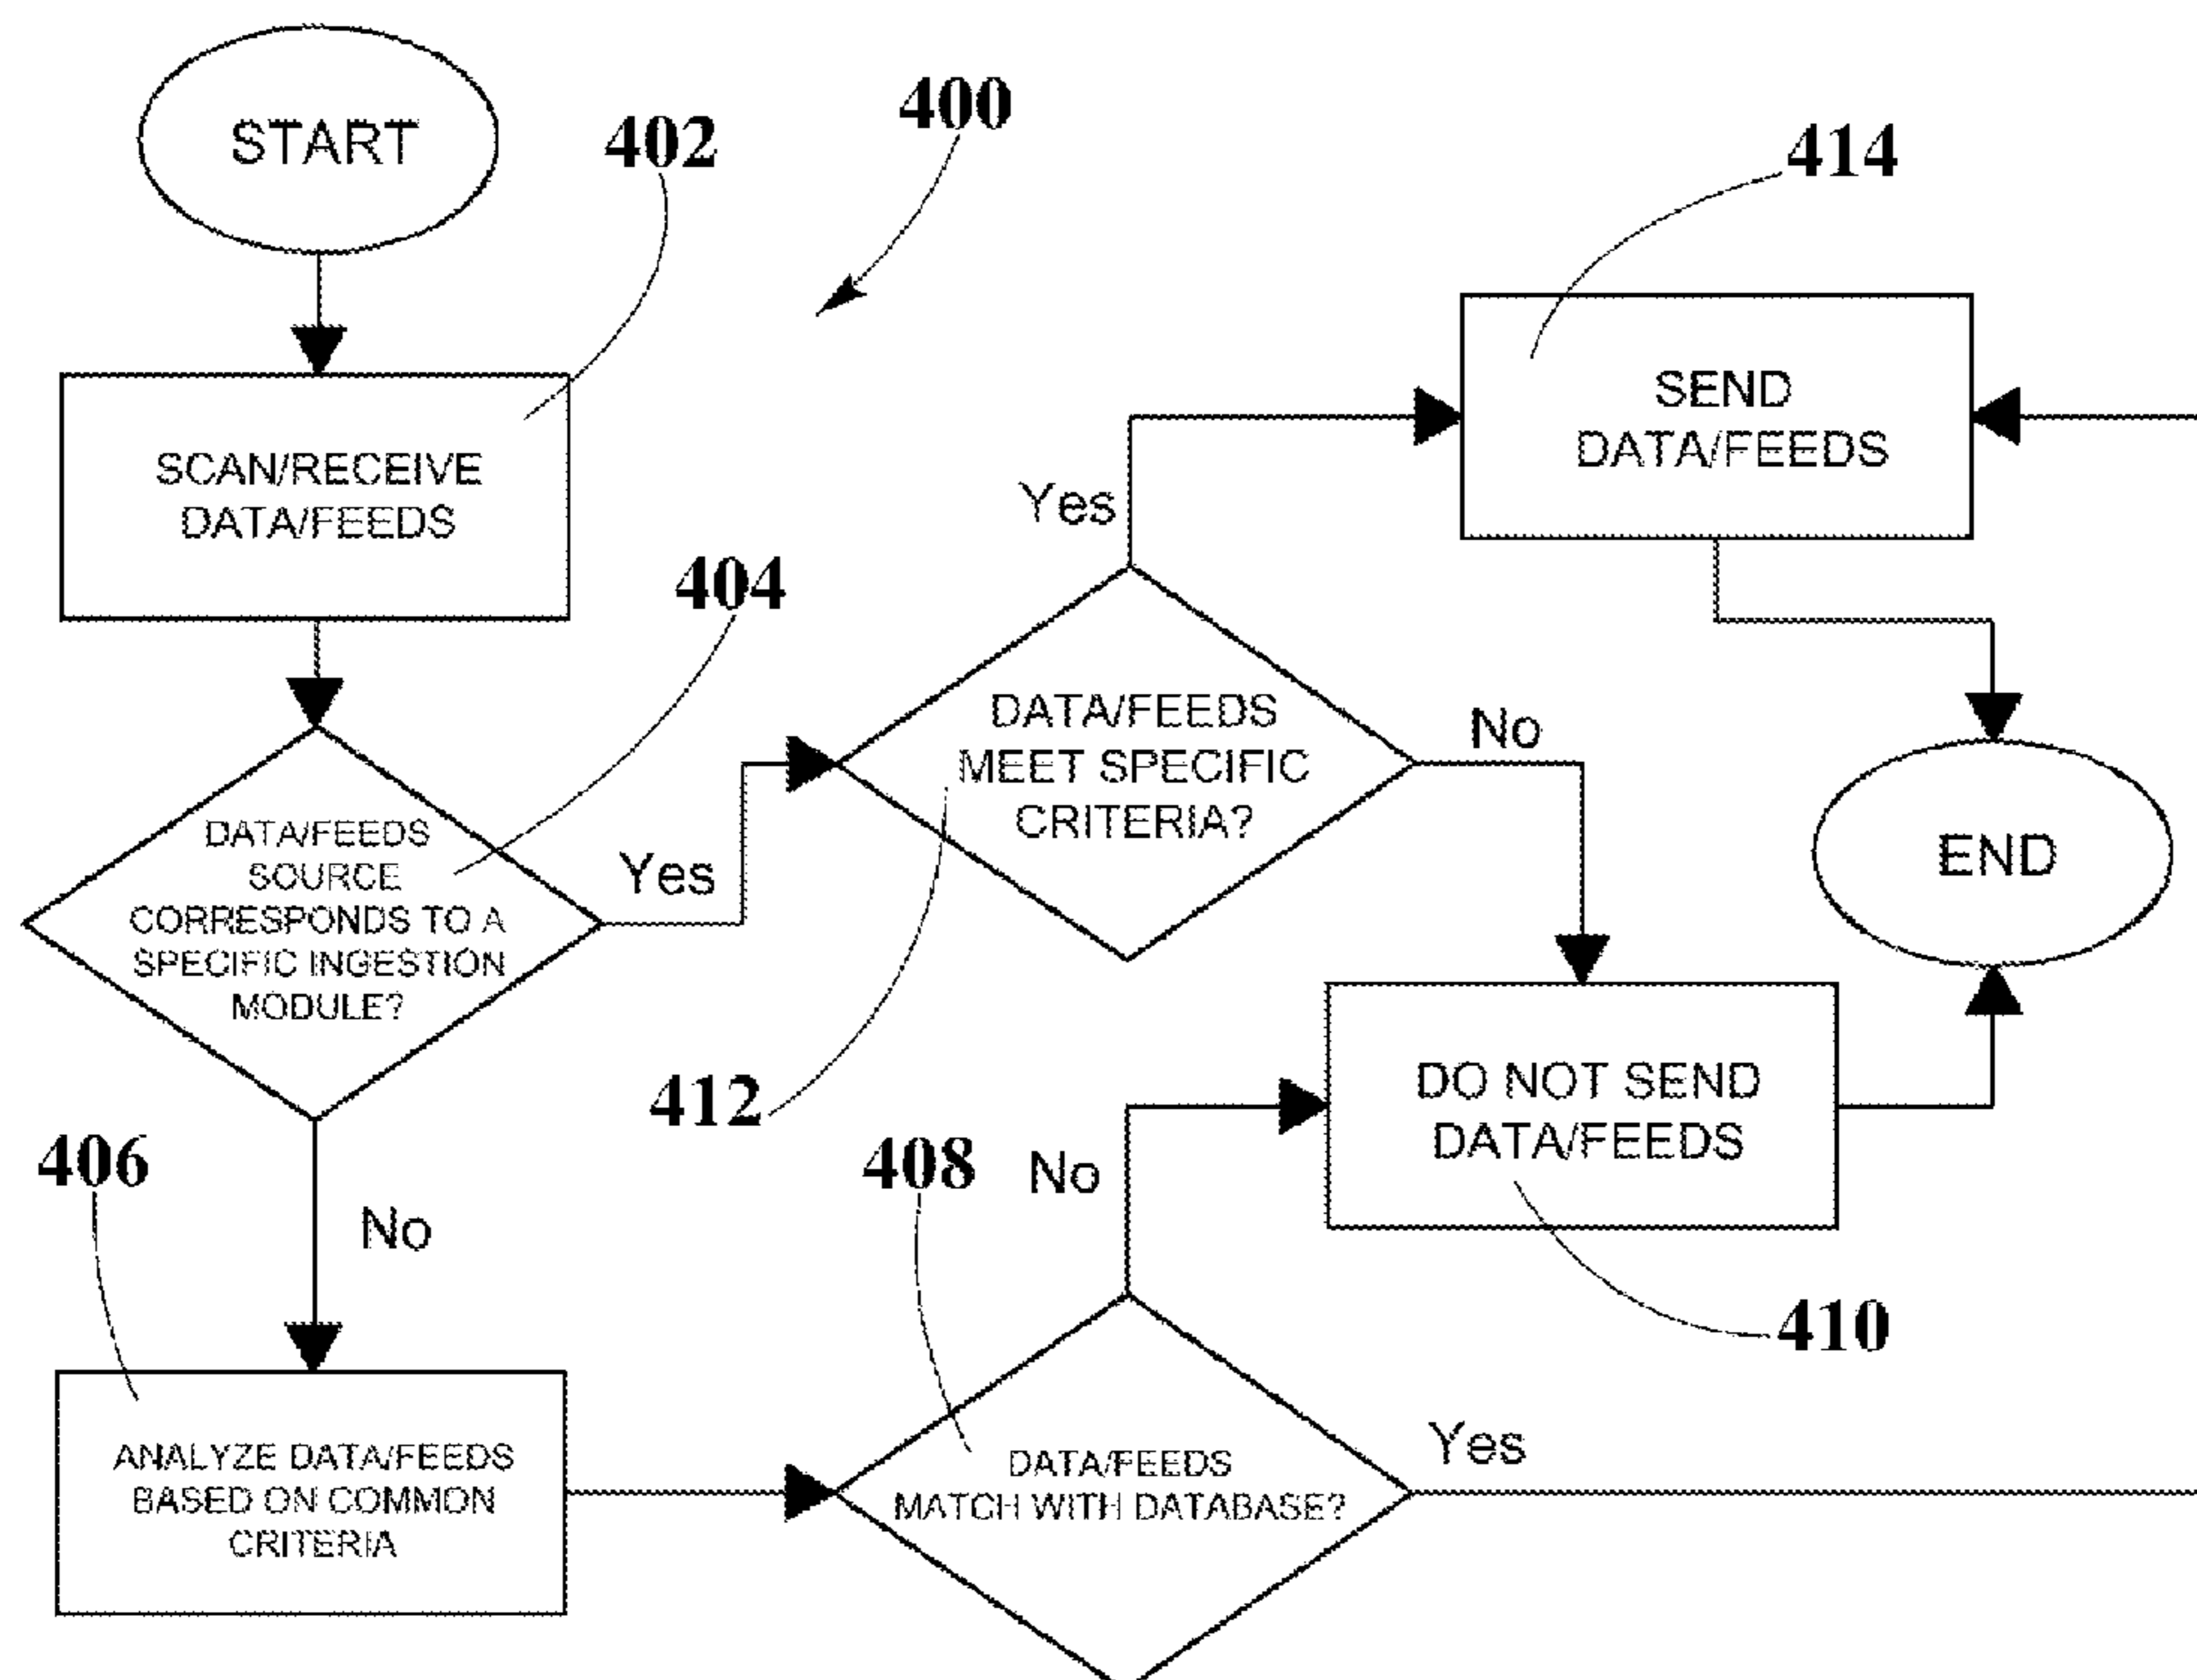 START
402
400
414
SCAN/RECEIVE
DATA/FEEDS
SEND
DATA/FEEDS
Yes
404
DATA/FEEDS
MEET SPECIFIC
CRITERIA?
No
DATA/FEEDS
SOURCE
CORRESPONDS TO A
SPECIFIC INGESTION
MODULE?
Yes
END
412
DO NOT SEND
DATA/FEEDS
406
No
408
No
410
ANALYZE DATA/FEEDS
BASED ON COMMON
CRITERIA
DATA/FEEDS
MATCH WITH DATABASE?
Yes